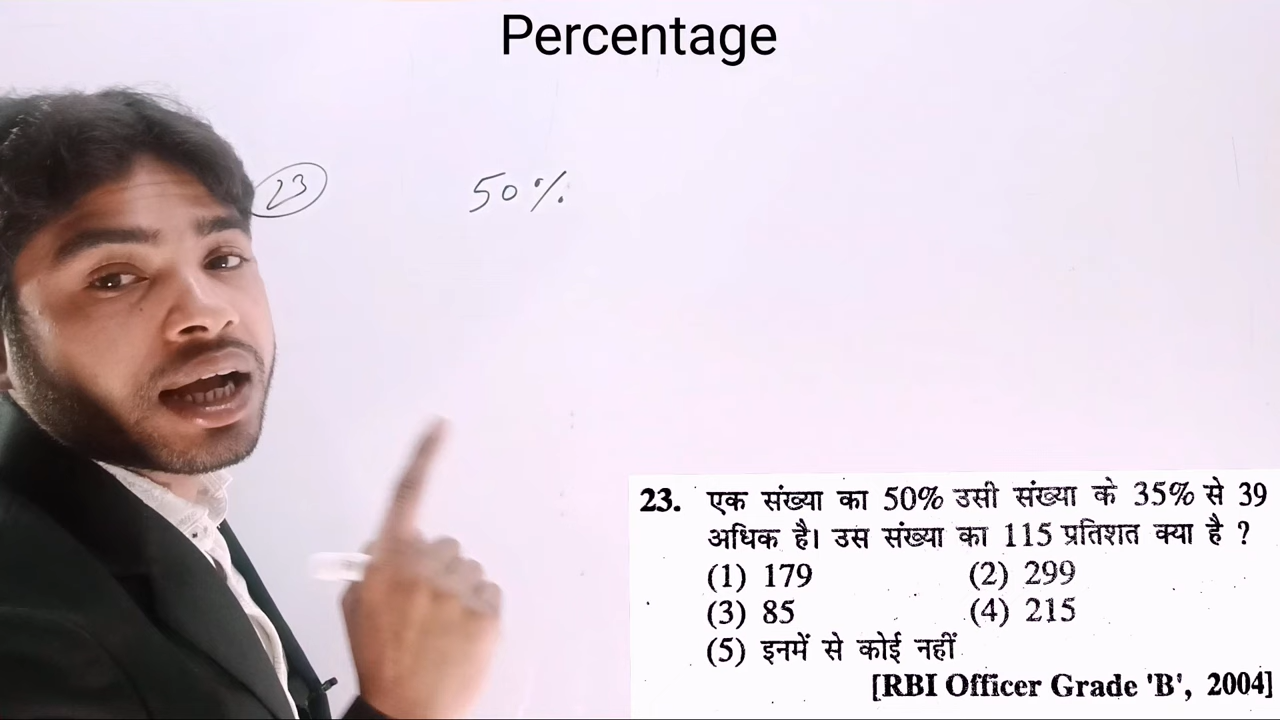 Percentage
23
50%
23. एक संख्या का 50% उसी संख्या के 35% से 39
अधिक है। उस संख्या का 115 प्रतिशत क्या है ?
(1) 179 (2) 299
(3) 85 (4) 215
(5) इनमें से कोई नहीं
[RBI Officer Grade 'B', 2004]